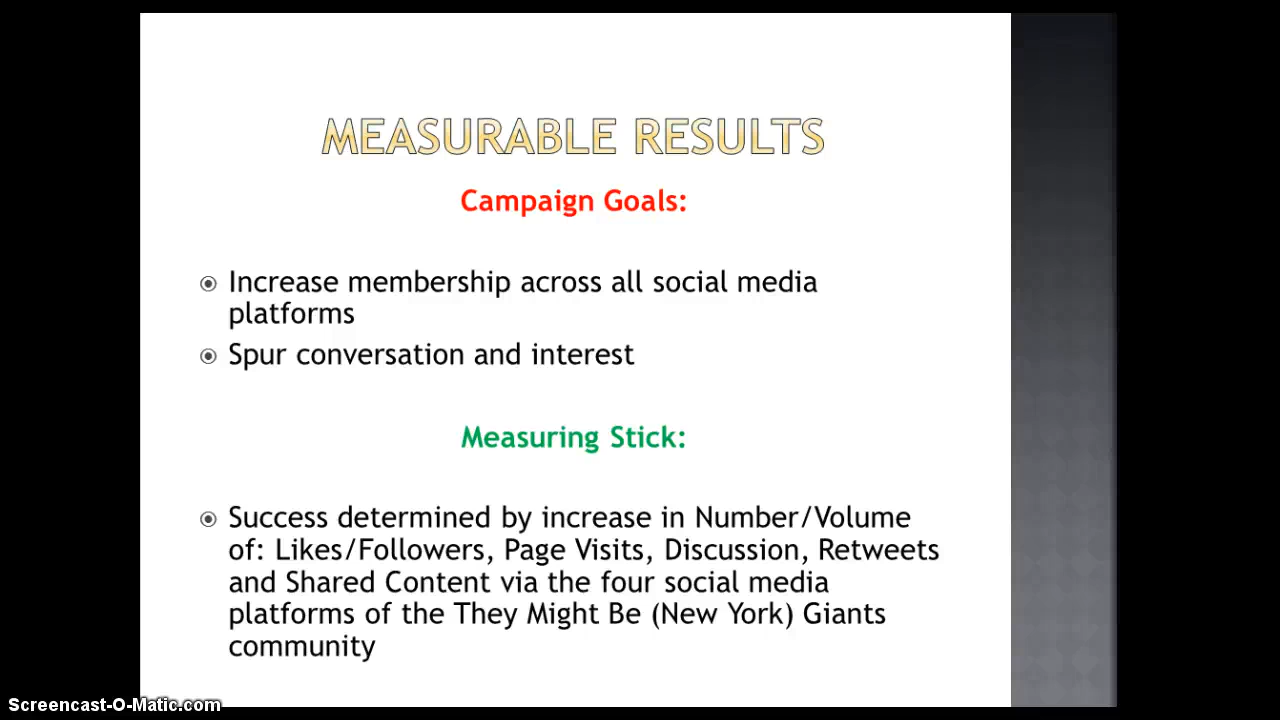 MEASURABLE RESULTS
Campaign Goals:
Increase membership across all social media
platforms
Spur conversation and interest
Measuring Stick:
Success determined by increase in Number/Volume
of: Likes/Followers, Page Visits, Discussion, Retweets
and Shared Content via the four social media
platforms of the They Might Be (New York) Giants
community
Screencast-O-Matic.com